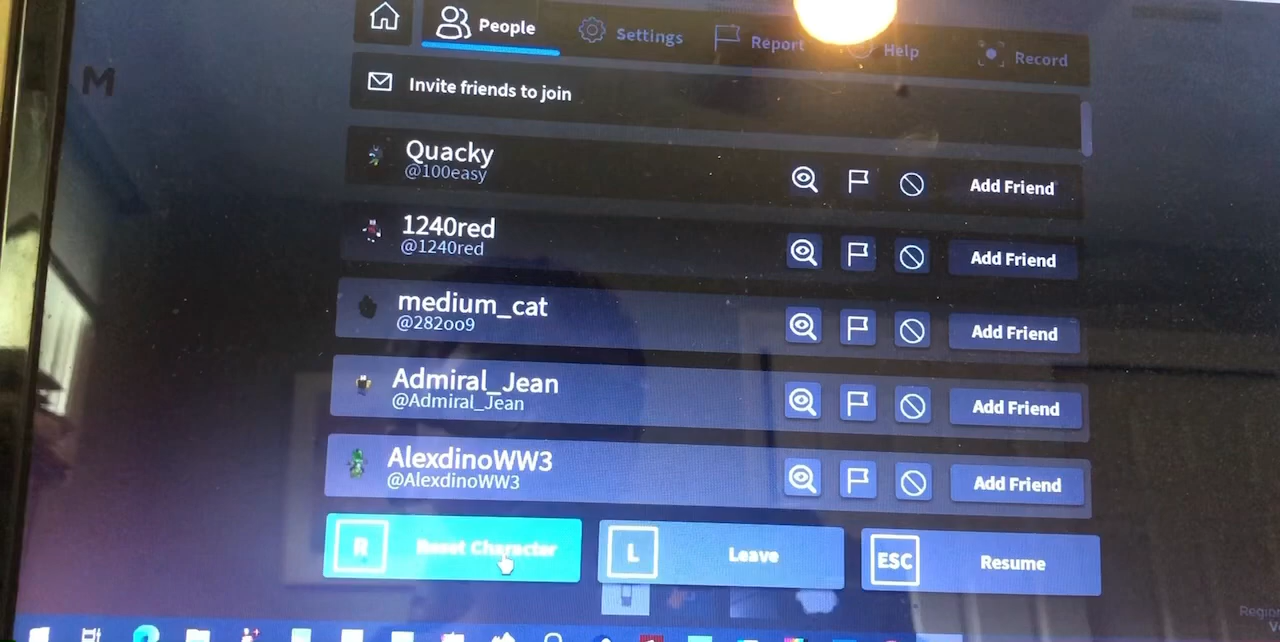 People
Settings
Report
Help
Record
M
Invite friends to join
Quacky
@100easy
Add Friend
1240red
@1240red
Add Friend
medium_cat
@282oo9
Add Friend
Admiral_Jean
@Admiral_Jean
Add Friend
AlexdinoWW3
@AlexdinoWW3
Add Friend
R Reset Character
L Leave
ESC Resume